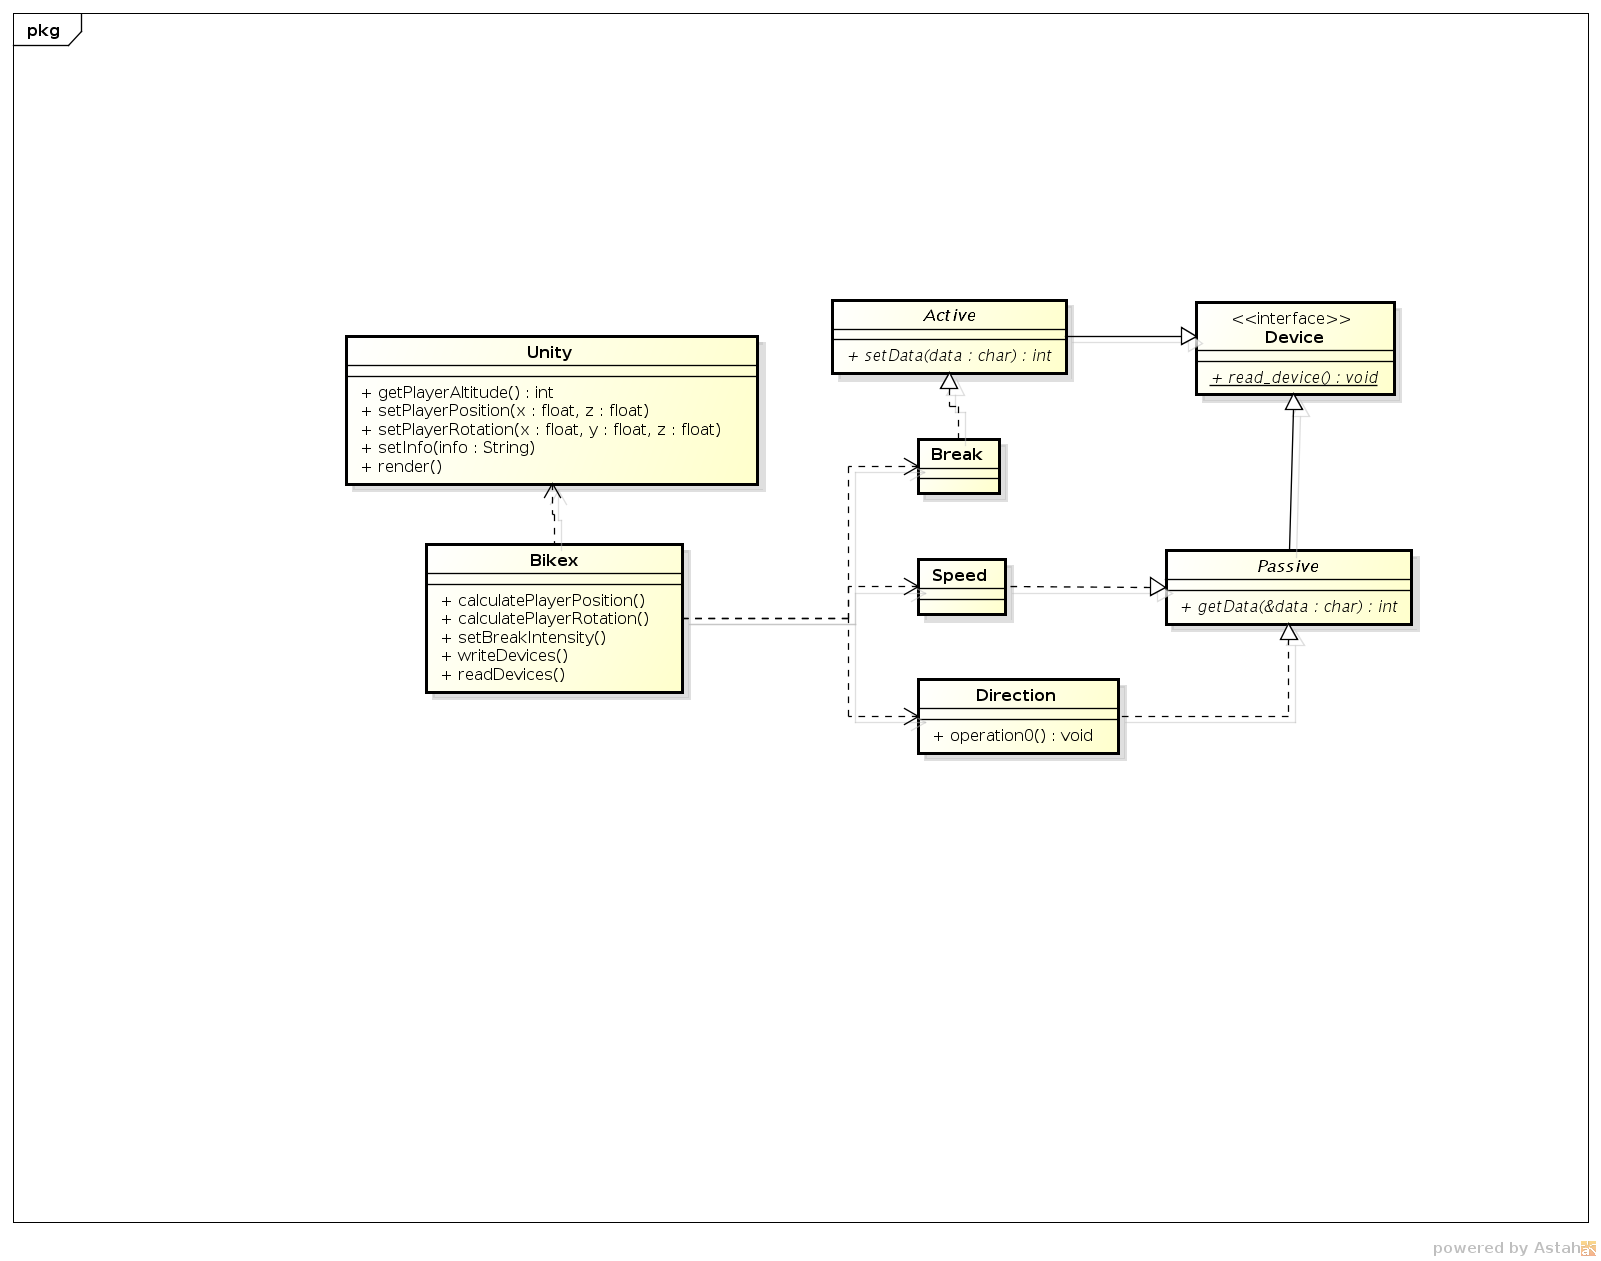 pkg
Unity
+ getPlayerAltitude() : int
+ setPlayerPosition(x : float, z : float)
+ setPlayerRotation(x : float, y : float, z : float)
+ setInfo(info : String)
+ render()
Bikex
+ calculatePlayerPosition()
+ calculatePlayerRotation()
+ setBreakIntensity()
+ writeDevices()
+ readDevices()
Active
+ setData(data : char) : int
<<interface>>
Device
+ read_device() : void
Break
Speed
Passive
+ getData(&data : char) : int
Direction
+ operation0() : void
powered by Astah